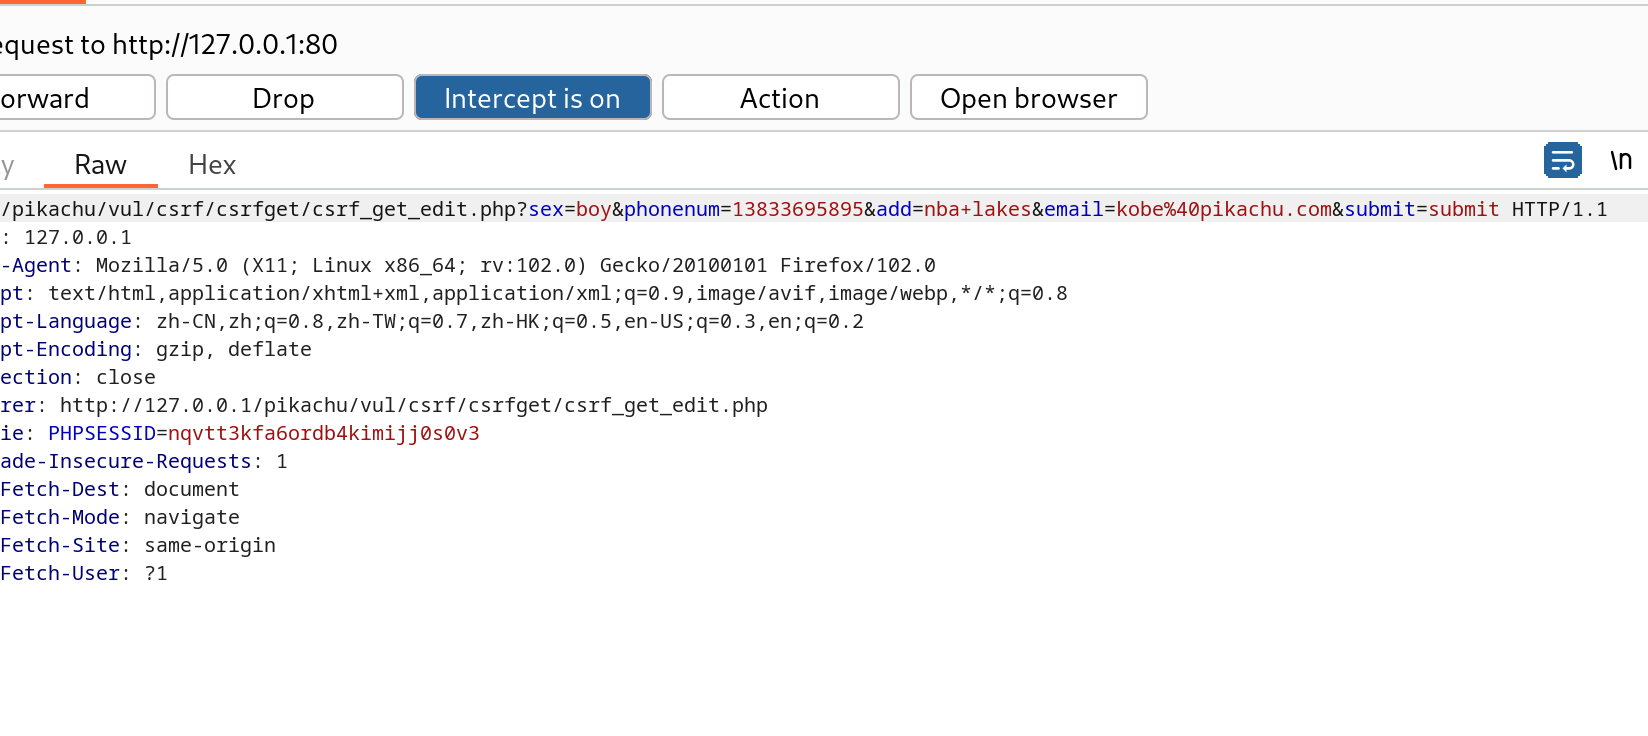 equest to http://127.0.0.1:80
orward Drop Intercept is on Action Open browser
y Raw Hex \n
/pikachu/vul/csrf/csrfget/csrf_get_edit.php?sex=boy&phonenum=13833695895&add=nba+lakes&email=kobe%40pikachu.com&submit=submit HTTP/1.1
: 127.0.0.1
-Agent: Mozilla/5.0 (X11; Linux x86_64; rv:102.0) Gecko/20100101 Firefox/102.0
pt: text/html,application/xhtml+xml,application/xml;q=0.9,image/avif,image/webp,*/*;q=0.8
pt-Language: zh-CN,zh;q=0.8,zh-TW;q=0.7,zh-HK;q=0.5,en-US;q=0.3,en;q=0.2
pt-Encoding: gzip, deflate
ection: close
rer: http://127.0.0.1/pikachu/vul/csrf/csrfget/csrf_get_edit.php
ie: PHPSESSID=nqvtt3kfa6ordb4kimijj0s0v3
ade-Insecure-Requests: 1
Fetch-Dest: document
Fetch-Mode: navigate
Fetch-Site: same-origin
Fetch-User: ?1